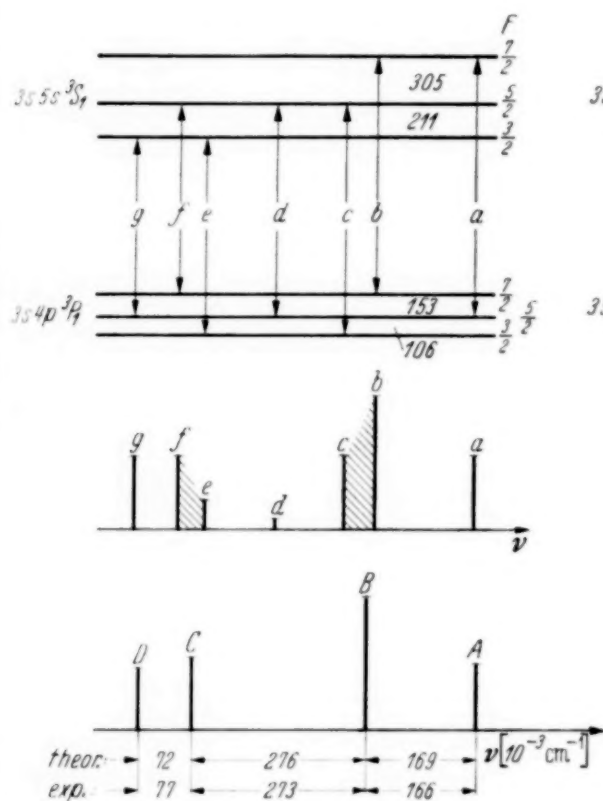 F
7/2
305
3s5s ³S₁
5/2
211
3/2
g f e d c b a
7/2
3s4p ³P₁
153
5/2
3/2
106
b
g f c a
e
d
ν
B
D C A
ν [10⁻³ cm⁻¹]
theor.: 72 276 169
exp.: 77 273 166